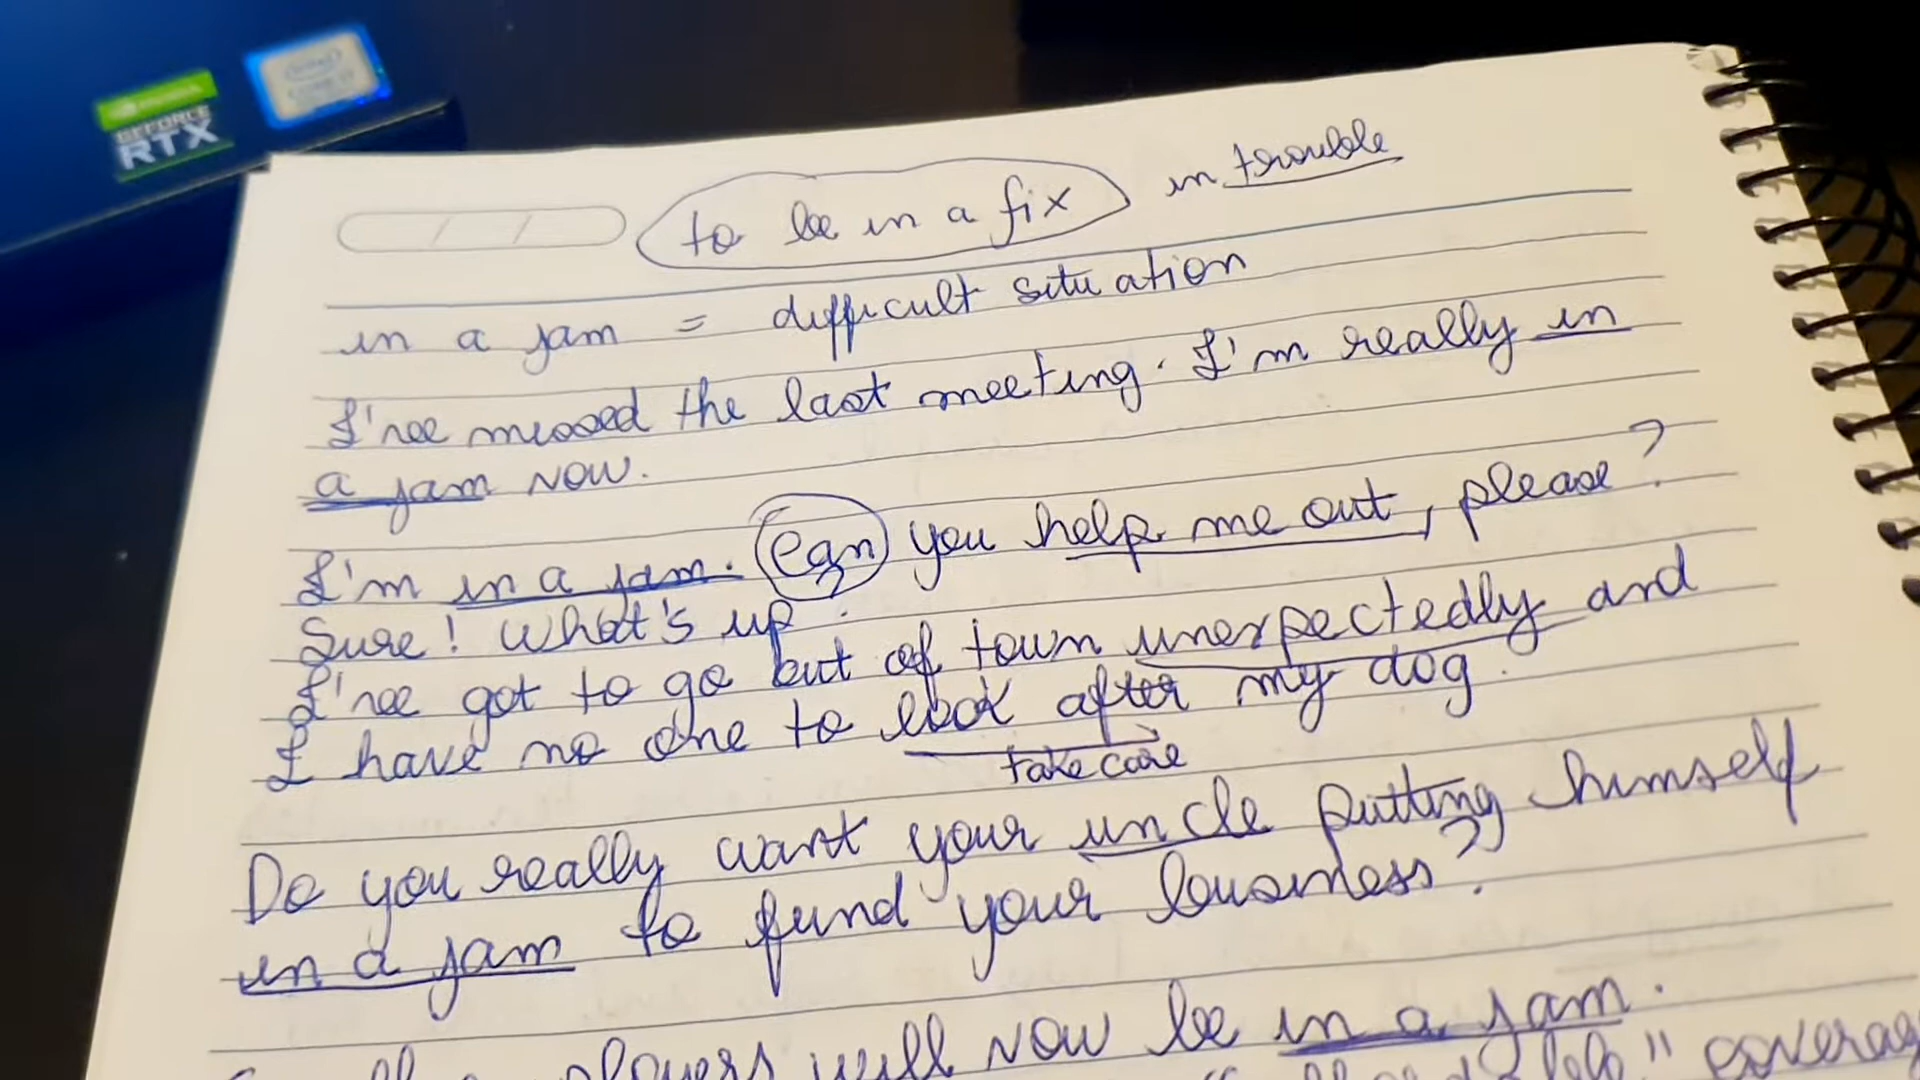 NVIDIA
GEFORCE
RTX
to be in a fix
in trouble
in a jam = difficult situation
I've missed the last meeting. I'm really in
a jam now.
I'm in a jam. Can you help me out, please?
Sure! What's up?
I've got to go out of town unexpectedly and
I have no one to look after my dog.
take care
Do you really want your uncle putting himself
in a jam to fund your business?
will now be in a jam.
coverag